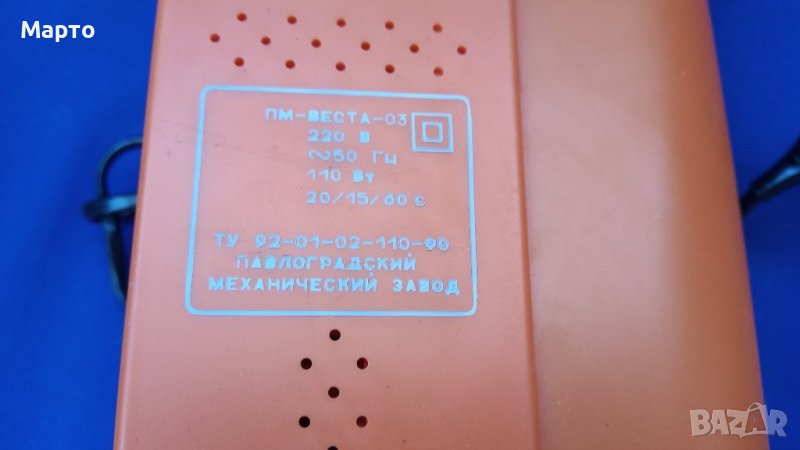 Марто
ПМ-ВЕСТА-03
220 В
~50 Гц
110 Вт
20/15/60 с
ТУ 92-01-02-110-90
ПАВЛОГРАДСКИЙ
МЕХАНИЧЕСКИЙ ЗАВОД
BAZAR